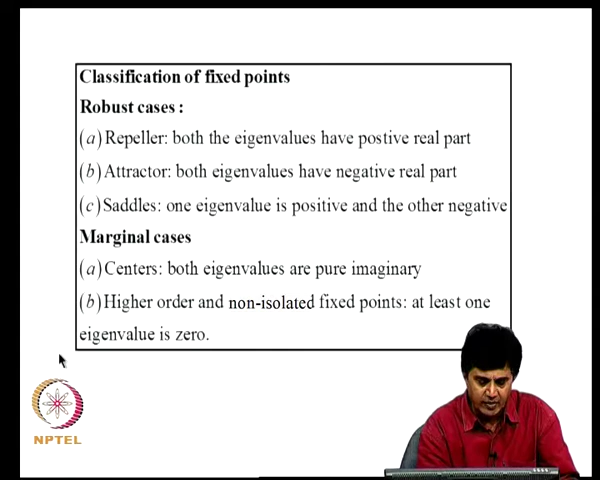 Classification of fixed points
Robust cases :
(a) Repeller: both the eigenvalues have postive real part
(b) Attractor: both eigenvalues have negative real part
(c) Saddles: one eigenvalue is positive and the other negative
Marginal cases
(a) Centers: both eigenvalues are pure imaginary
(b) Higher order and non-isolated fixed points: at least one
eigenvalue is zero.
NPTEL